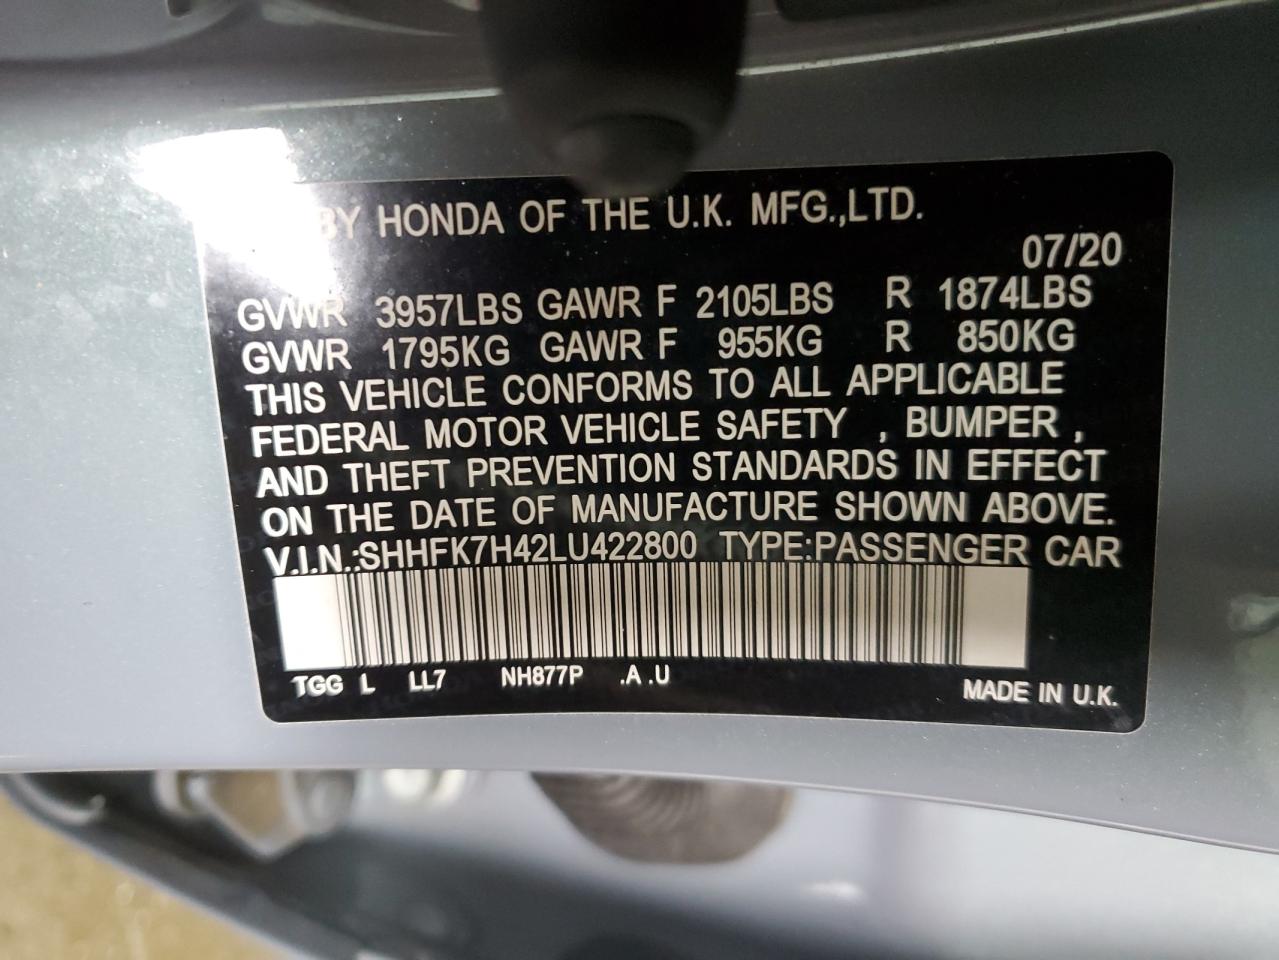 BY HONDA OF THE U.K. MFG.,LTD.
07/20
GVWR 3957LBS GAWR F 2105LBS R 1874LBS
GVWR 1795KG GAWR F 955KG R 850KG
THIS VEHICLE CONFORMS TO ALL APPLICABLE
FEDERAL MOTOR VEHICLE SAFETY , BUMPER ,
AND THEFT PREVENTION STANDARDS IN EFFECT
ON THE DATE OF MANUFACTURE SHOWN ABOVE.
V.I.N.:SHHFK7H42LU422800 TYPE:PASSENGER CAR
TGG L LL7 NH877P .A .U
MADE IN U.K.